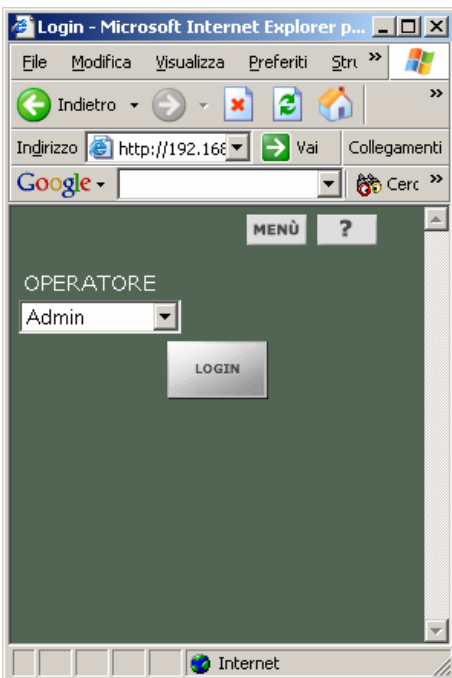 Login - Microsoft Internet Explorer p...
File Modifica Visualizza Preferiti Stru »
Indietro »
Indirizzo http://192.168 Vai Collegamenti
Google Cerc »
MENÙ ?
OPERATORE
Admin
LOGIN
Internet